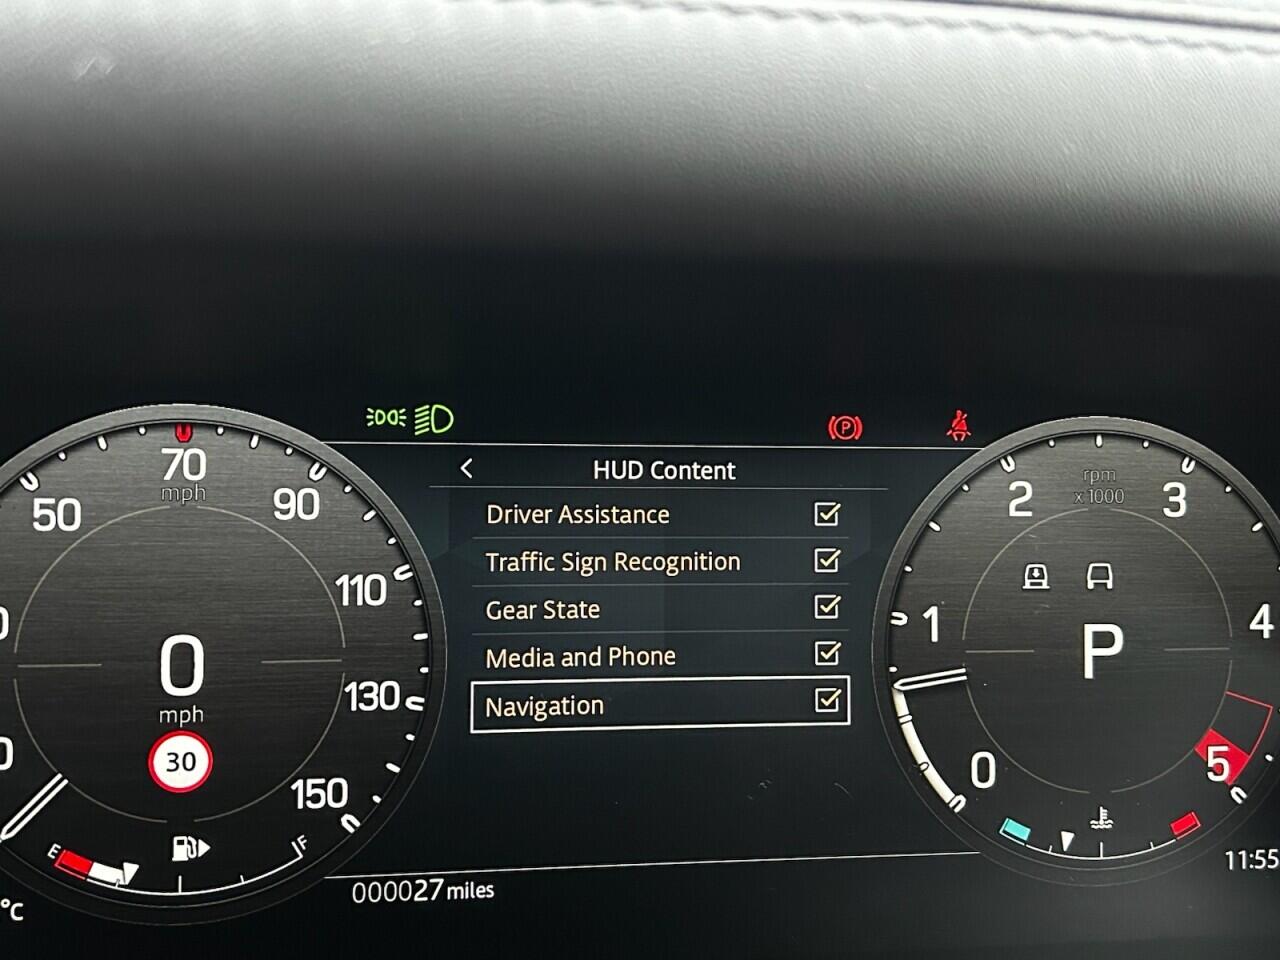 HUD Content
Driver Assistance
Traffic Sign Recognition
Gear State
Media and Phone
Navigation
50
70
mph
90
110
130
150
0
mph
30
E
F
000027 miles
°C
rpm
x 1000
0
1
2
3
4
5
P
P
11:55